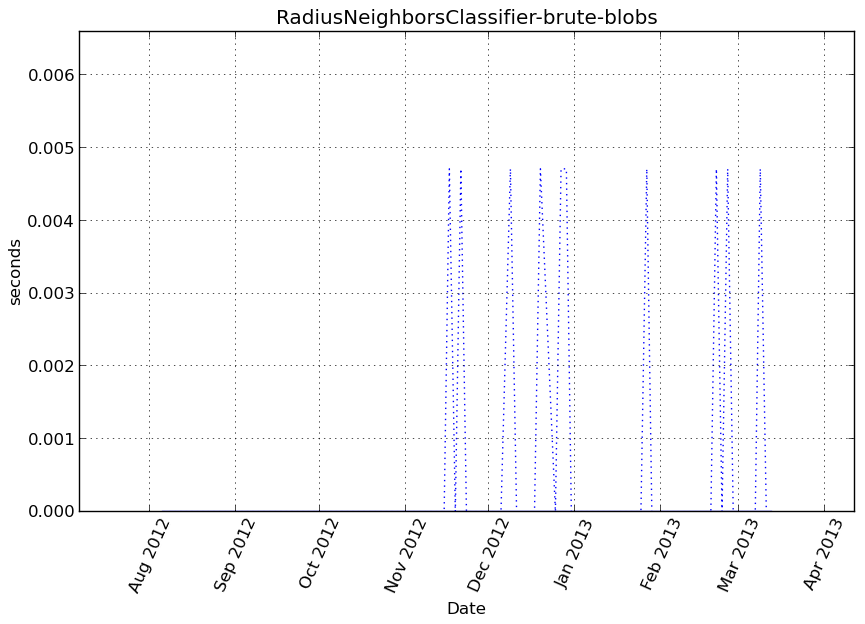 RadiusNeighborsClassifier-brute-blobs
0.006
0.005
0.004
0.003
0.002
0.001
0.000
seconds
Aug 2012
Sep 2012
Oct 2012
Nov 2012
Dec 2012
Jan 2013
Feb 2013
Mar 2013
Apr 2013
Date